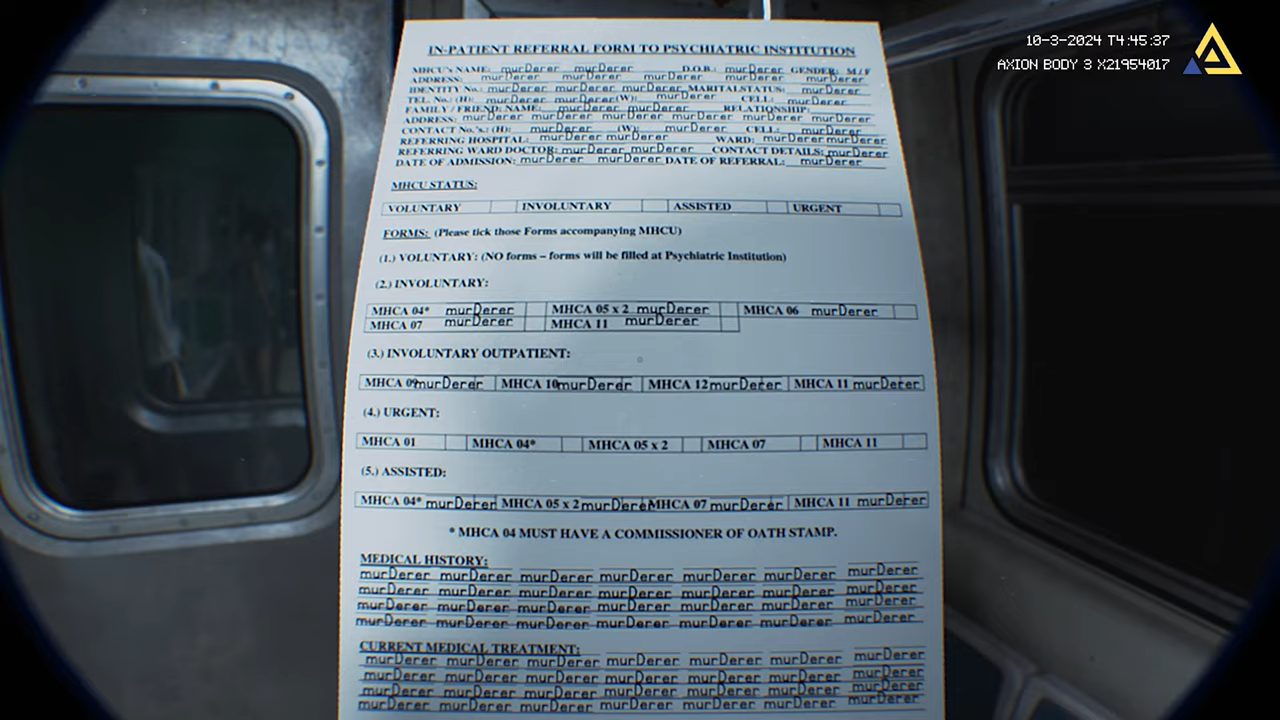 10-3-2024 T4:45:37
AXION BODY 3 X21954017
IN-PATIENT REFERRAL FORM TO PSYCHIATRIC INSTITUTION
MHCU's NAME: murDerer murDerer D.O.B.: murDerer GENDER: M / F
ADDRESS: murDerer murDerer murDerer murDerer murDerer
IDENTITY No.: murDerer murDerer murDerer MARITALSTATUS: murDerer
TEL. No.: (H): murDerer murDerer (W): murDerer CELL: murDerer
FAMILY / FRIEND: NAME: murDerer murDerer RELATIONSHIP:
ADDRESS: murDerer murDerer murDerer murDerer murDerer murDerer
CONTACT No.'s.: (H): murDerer (W): murDerer CELL: murDerer
REFERRING HOSPITAL: murDerer murDerer WARD: murDerer murDerer
REFERRING WARD DOCTOR: murDerer murDerer CONTACT DETAILS: murDerer
DATE OF ADMISSION: murDerer murDerer DATE OF REFERRAL: murDerer
MHCU STATUS:
VOLUNTARY INVOLUNTARY ASSISTED URGENT
FORMS: (Please tick those Forms accompanying MHCU)
(1.) VOLUNTARY: (NO forms – forms will be filled at Psychiatric Institution)
(2.) INVOLUNTARY:
MHCA 04* murDerer MHCA 05 x 2 murDerer MHCA 06 murDerer
MHCA 07 murDerer MHCA 11 murDerer
(3.) INVOLUNTARY OUTPATIENT:
MHCA 09 murDerer MHCA 10 murDerer MHCA 12 murDerer MHCA 11 murDerer
(4.) URGENT:
MHCA 01 MHCA 04* MHCA 05 x 2 MHCA 07 MHCA 11
(5.) ASSISTED:
MHCA 04* murDerer MHCA 05 x 2 murDerer MHCA 07 murDerer MHCA 11 murDerer
* MHCA 04 MUST HAVE A COMMISSIONER OF OATH STAMP.
MEDICAL HISTORY:
murDerer murDerer murDerer murDerer murDerer murDerer murDerer
murDerer murDerer murDerer murDerer murDerer murDerer murDerer
murDerer murDerer murDerer murDerer murDerer murDerer murDerer
murDerer murDerer murDerer murDerer murDerer murDerer murDerer
CURRENT MEDICAL TREATMENT:
murDerer murDerer murDerer murDerer murDerer murDerer murDerer
murDerer murDerer murDerer murDerer murDerer murDerer murDerer
murDerer murDerer murDerer murDerer murDerer murDerer murDerer
murDerer murDerer murDerer murDerer murDerer murDerer murDerer